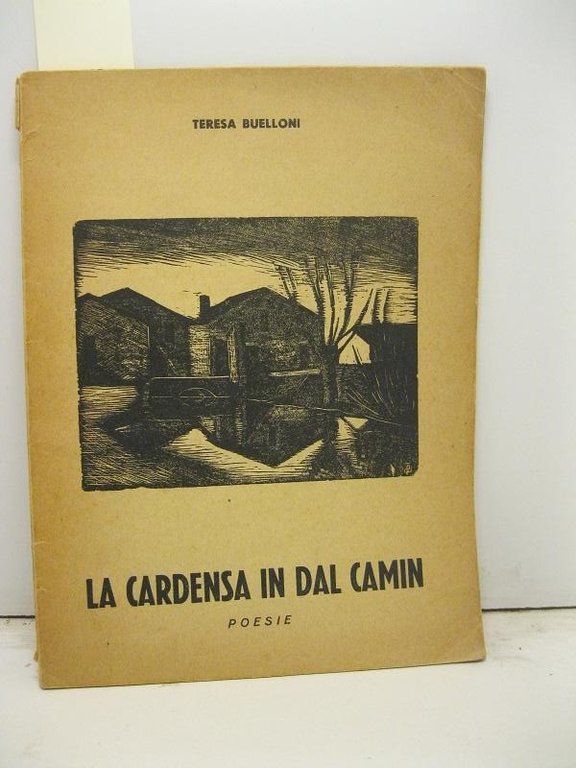 TERESA BUELLONI
LA CARDENSA IN DAL CAMIN
POESIE